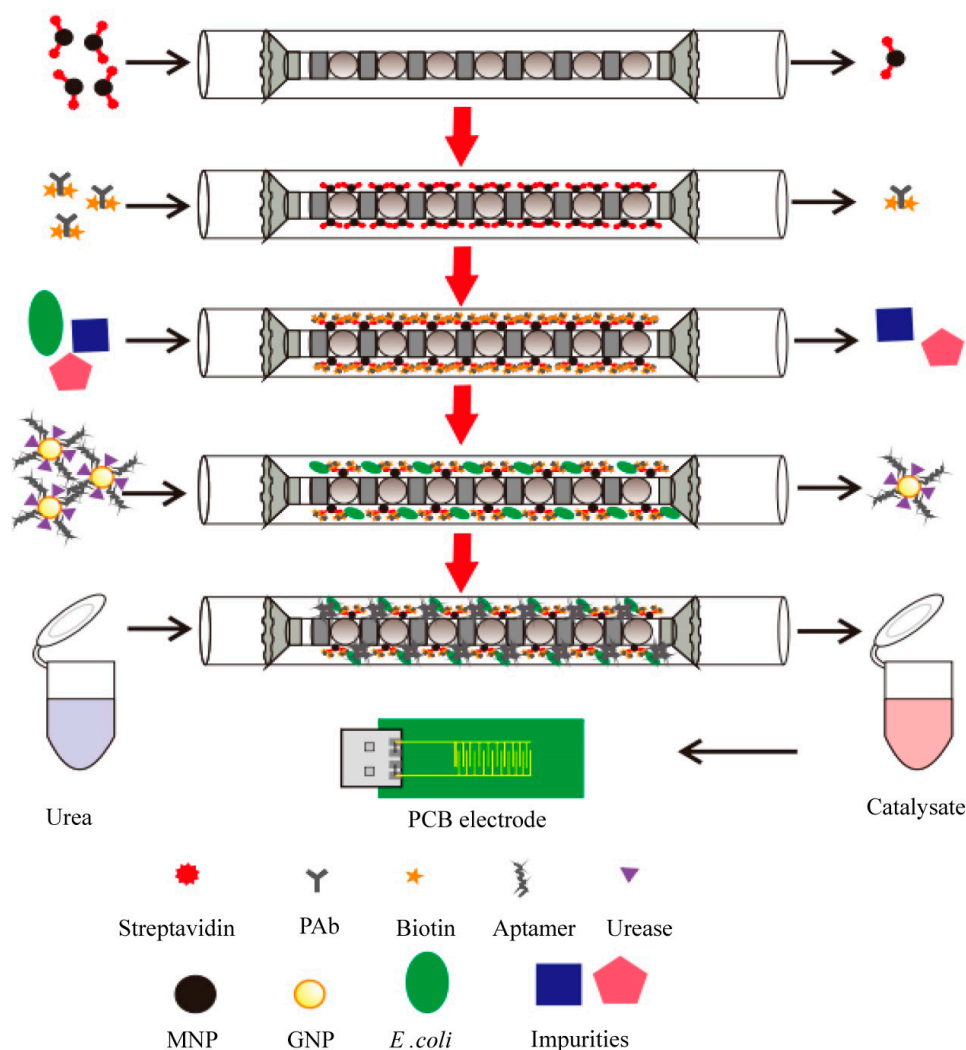 Urea
PCB electrode
Catalysate
Streptavidin
PAb
Biotin
Aptamer
Urease
MNP
GNP
E .coli
Impurities